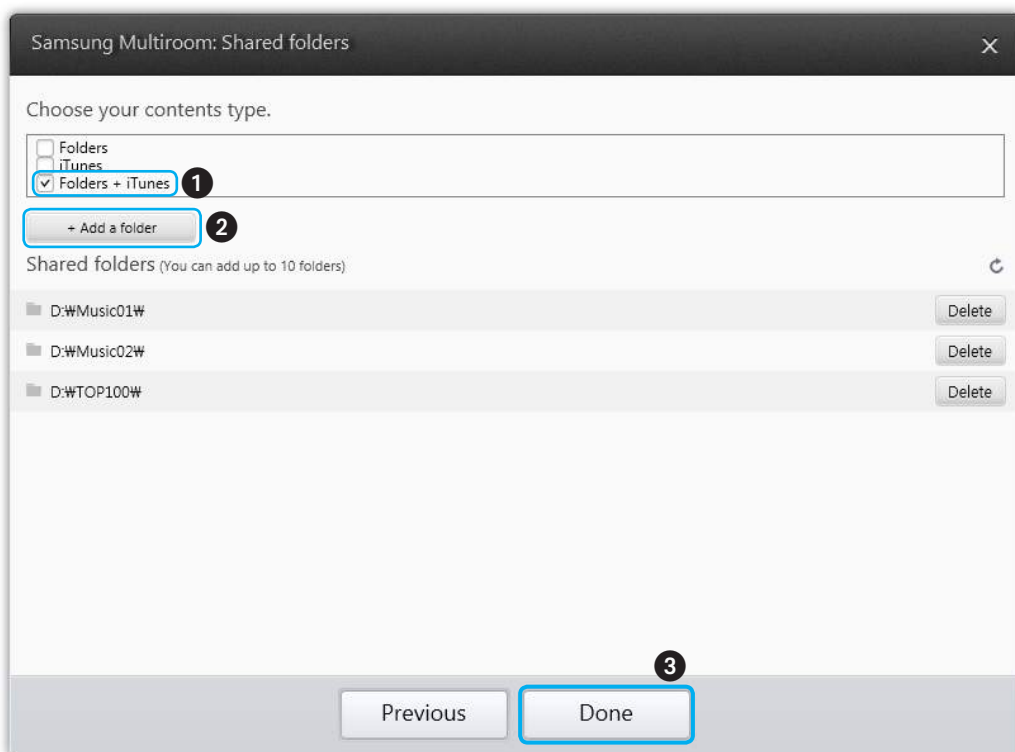 Samsung Multiroom: Shared folders
Choose your contents type.
Folders
iTunes
Folders + iTunes 1
+ Add a folder 2
Shared folders (You can add up to 10 folders)
D:₩Music01₩ Delete
D:₩Music02₩ Delete
D:₩TOP100₩ Delete
3
Previous Done